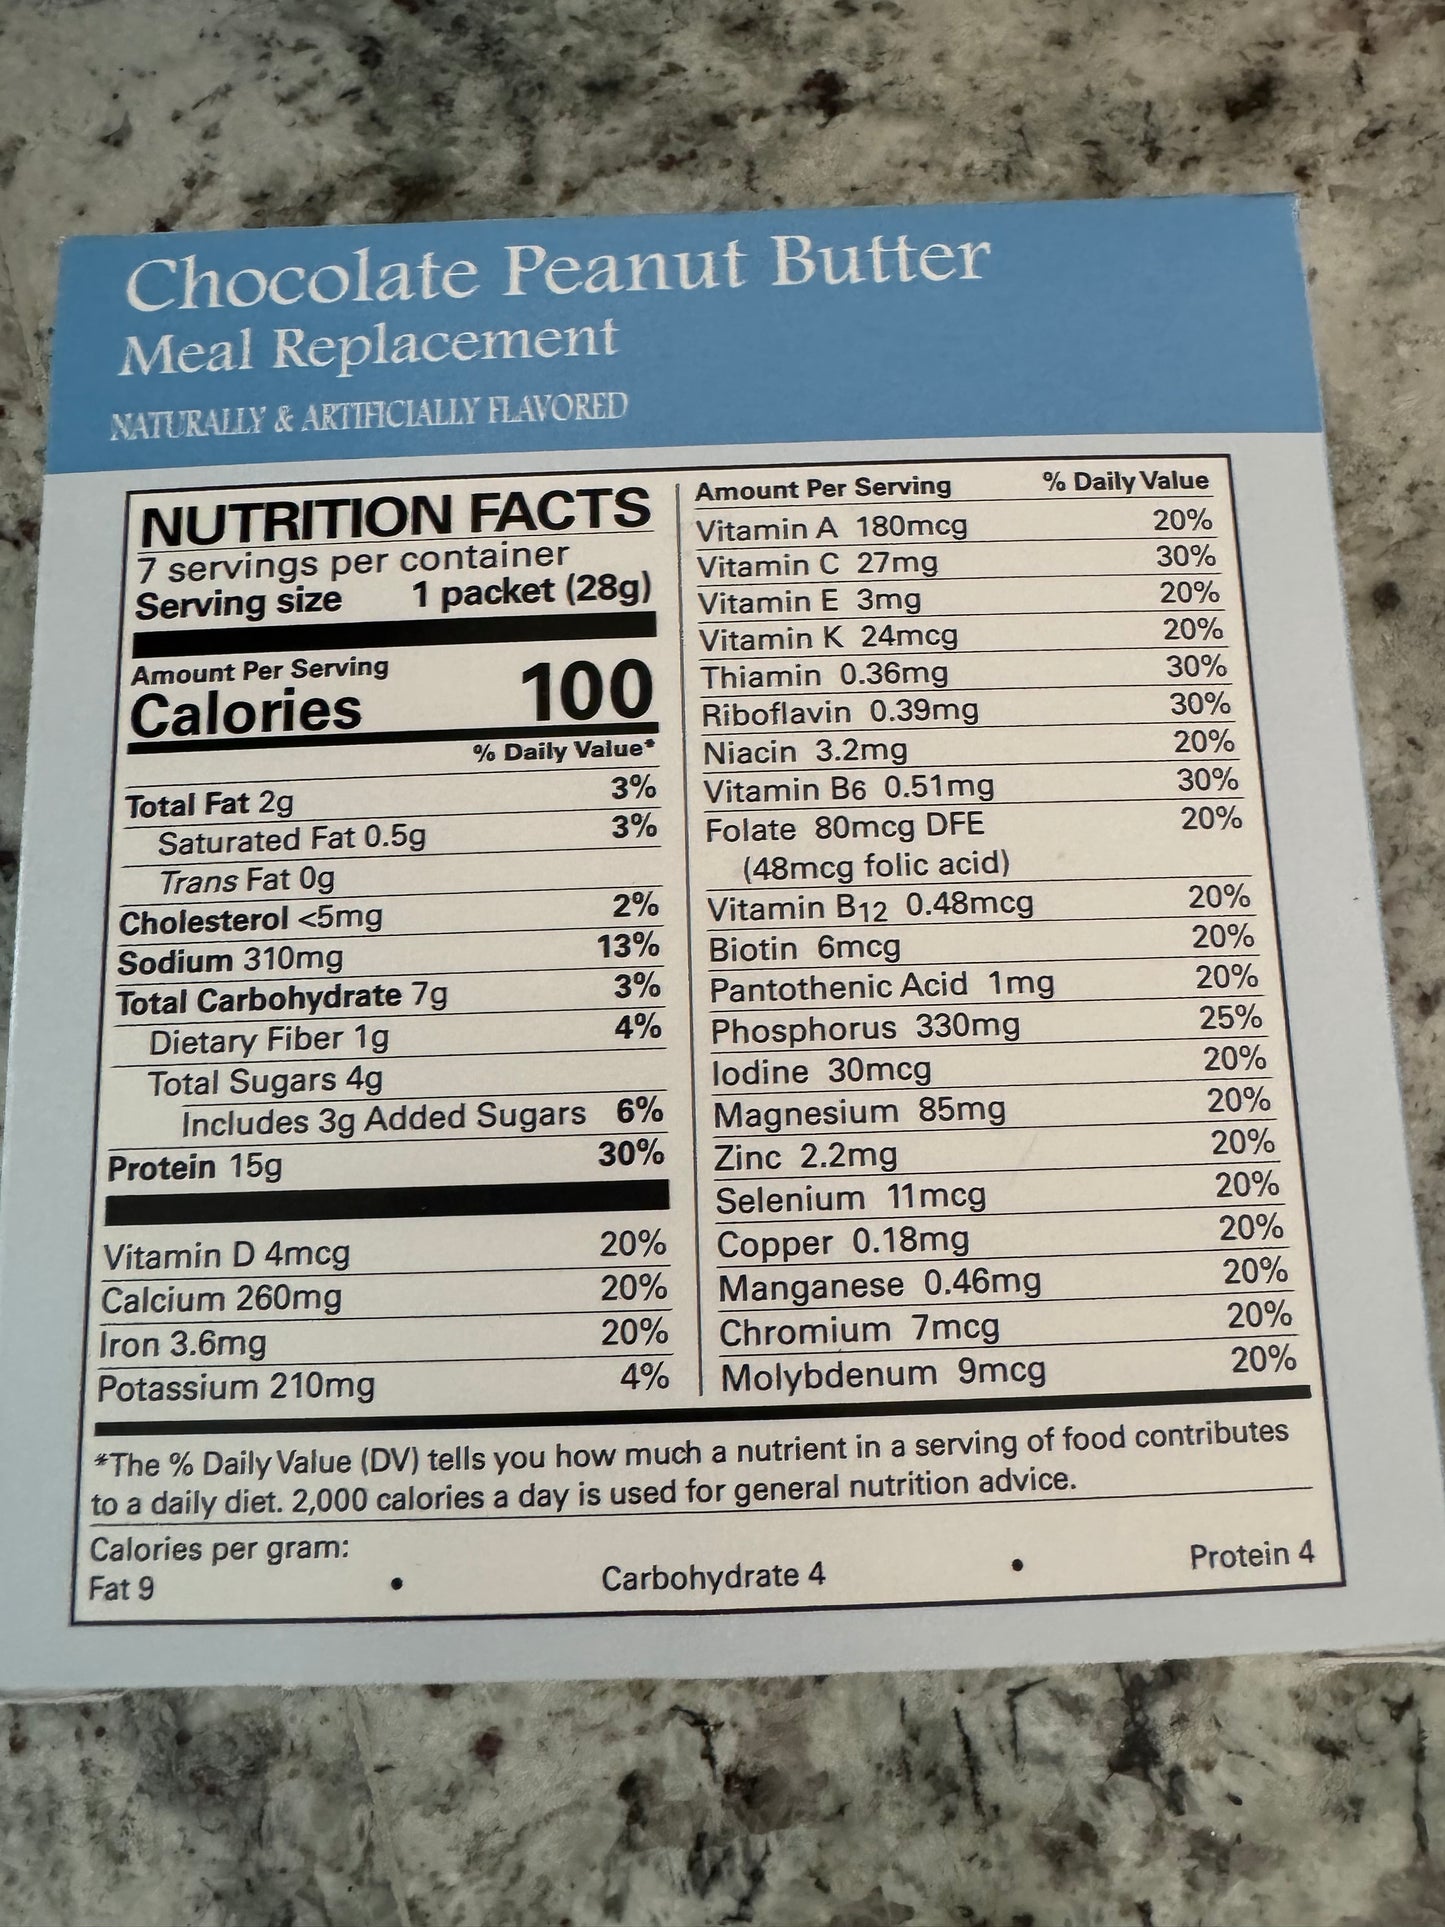 Chocolate Peanut Butter
Meal Replacement
NATURALLY & ARTIFICIALLY FLAVORED
NUTRITION FACTS
7 servings per container
Serving size 1 packet (28g)
Amount Per Serving
Calories 100
% Daily Value*
Total Fat 2g 3%
Saturated Fat 0.5g 3%
Trans Fat 0g
Cholesterol <5mg 2%
Sodium 310mg 13%
Total Carbohydrate 7g 3%
Dietary Fiber 1g 4%
Total Sugars 4g
Includes 3g Added Sugars 6%
Protein 15g 30%
Vitamin D 4mcg 20%
Calcium 260mg 20%
Iron 3.6mg 20%
Potassium 210mg 4%
Amount Per Serving % Daily Value
Vitamin A 180mcg 20%
Vitamin C 27mg 30%
Vitamin E 3mg 20%
Vitamin K 24mcg 20%
Thiamin 0.36mg 30%
Riboflavin 0.39mg 30%
Niacin 3.2mg 20%
Vitamin B6 0.51mg 30%
Folate 80mcg DFE 20%
(48mcg folic acid)
Vitamin B12 0.48mcg 20%
Biotin 6mcg 20%
Pantothenic Acid 1mg 20%
Phosphorus 330mg 25%
Iodine 30mcg 20%
Magnesium 85mg 20%
Zinc 2.2mg 20%
Selenium 11mcg 20%
Copper 0.18mg 20%
Manganese 0.46mg 20%
Chromium 7mcg 20%
Molybdenum 9mcg 20%
*The % Daily Value (DV) tells you how much a nutrient in a serving of food contributes
to a daily diet. 2,000 calories a day is used for general nutrition advice.
Calories per gram:
Fat 9 • Carbohydrate 4 • Protein 4